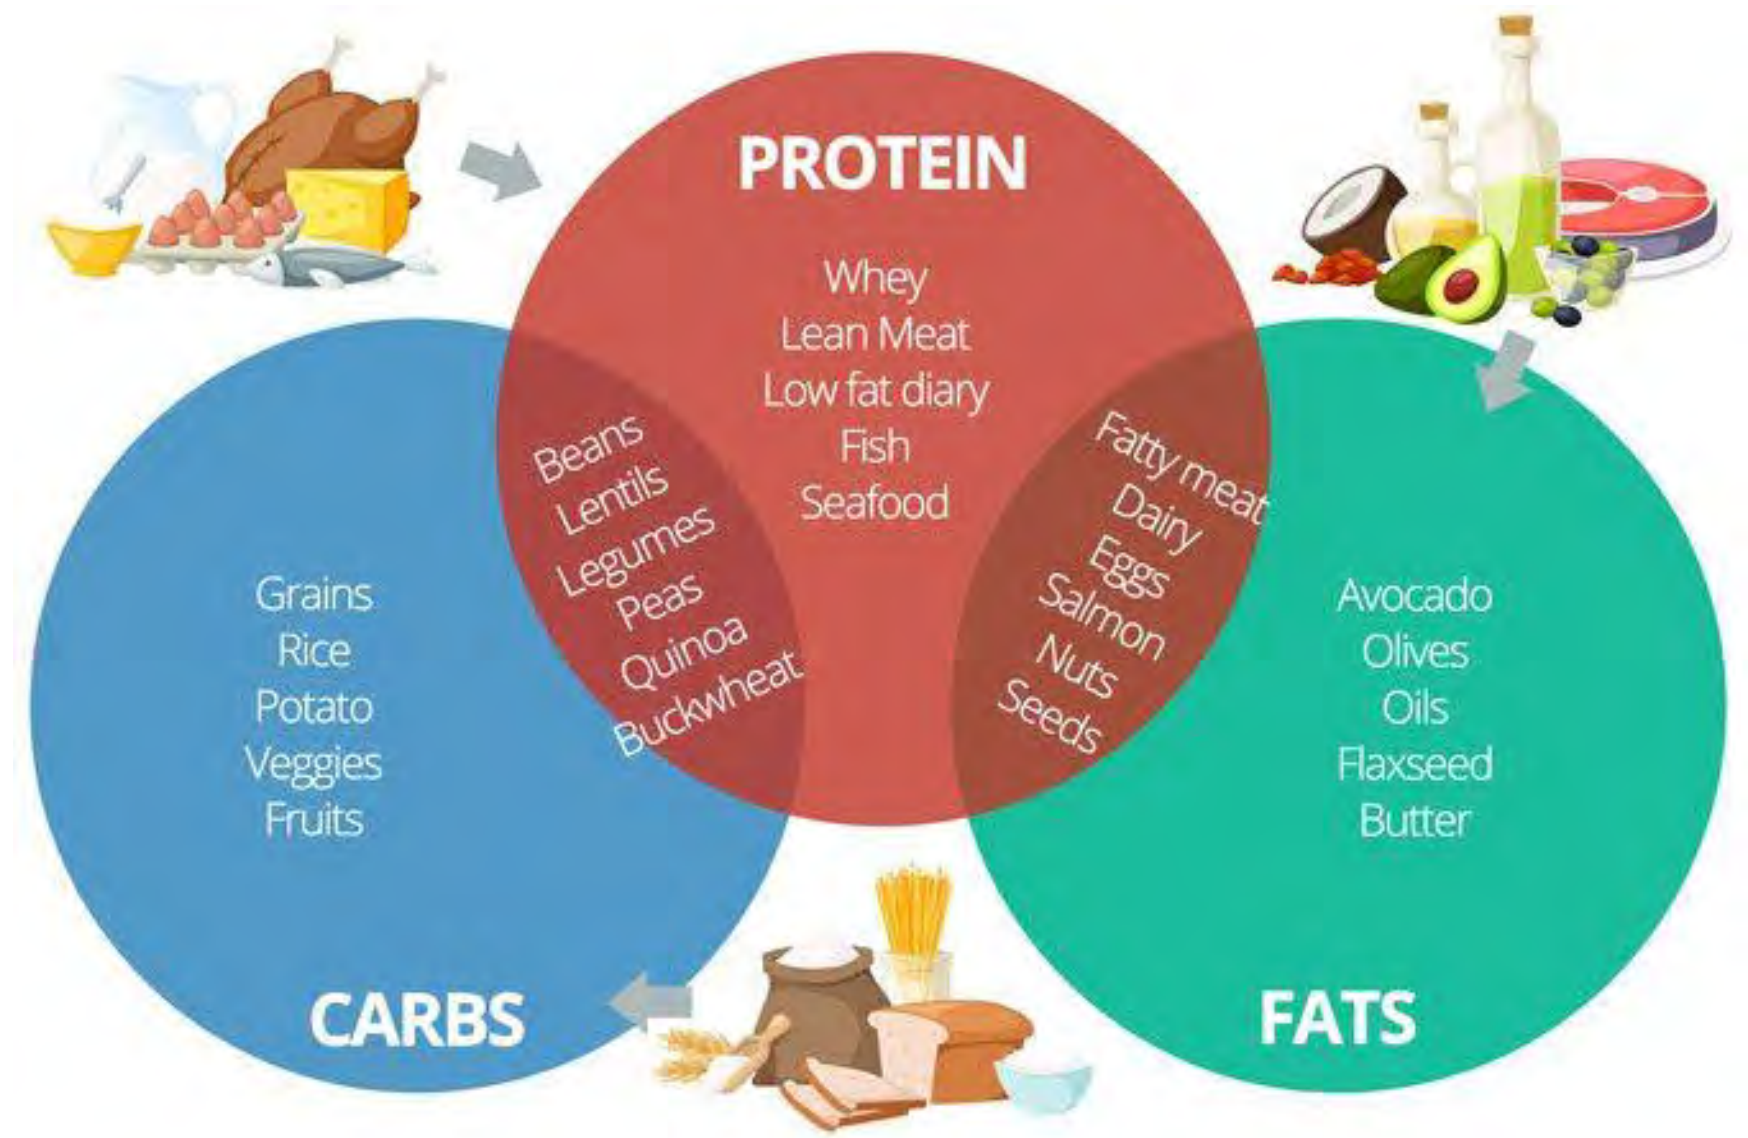 PROTEIN
Whey
Lean Meat
Low fat diary
Fish
Seafood
Beans
Lentils
Legumes
Peas
Quinoa
Buckwheat
Fatty meat
Dairy
Eggs
Salmon
Nuts
Seeds
Grains
Rice
Potato
Veggies
Fruits
CARBS
Avocado
Olives
Oils
Flaxseed
Butter
FATS